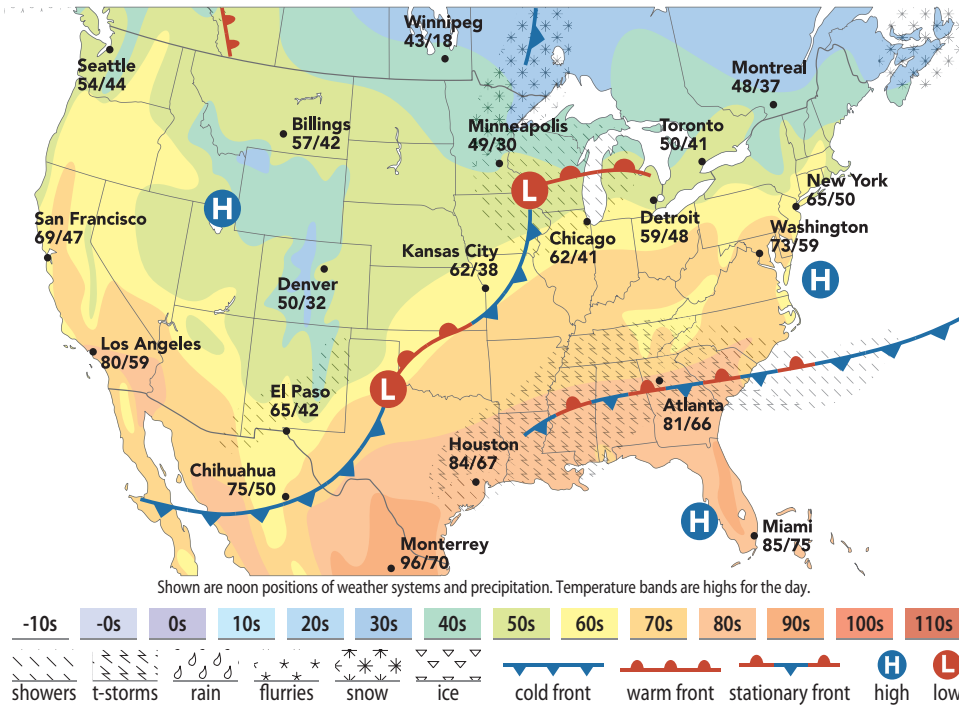 Winnipeg
43/18
Seattle
54/44
Montreal
48/37
Billings
57/42
Minneapolis
49/30
Toronto
50/41
New York
65/50
H
L
San Francisco
69/47
Detroit
59/48
Washington
73/59
Chicago
62/41
Kansas City
62/38
H
Denver
50/32
Los Angeles
80/59
L
El Paso
65/42
Atlanta
81/66
Houston
84/67
Chihuahua
75/50
H
Miami
85/75
Monterrey
96/70
Shown are noon positions of weather systems and precipitation. Temperature bands are highs for the day.
-10s -0s 0s 10s 20s 30s 40s 50s 60s 70s 80s 90s 100s 110s
H L
showers t-storms rain flurries snow ice cold front warm front stationary front high low